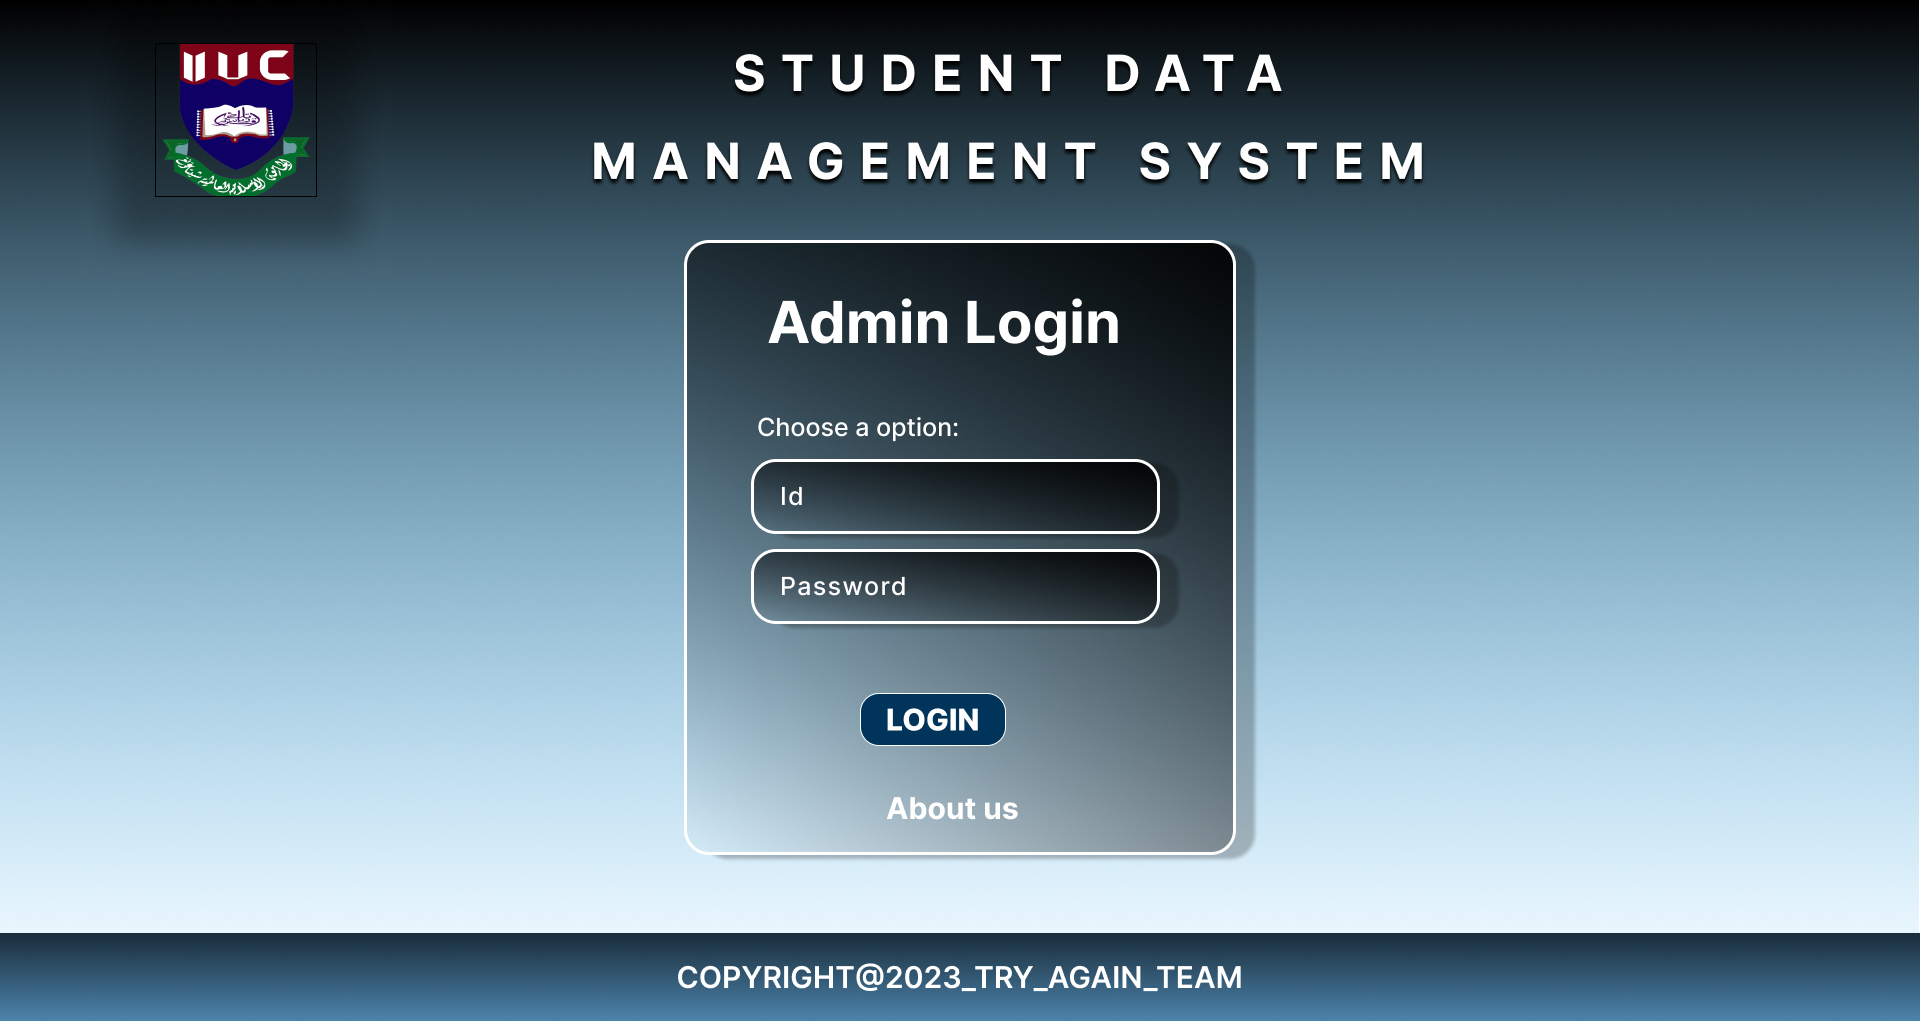 IIUC
STUDENT DATA
MANAGEMENT SYSTEM
Admin Login
Choose a option:
Id
Password
LOGIN
About us
COPYRIGHT@2023_TRY_AGAIN_TEAM